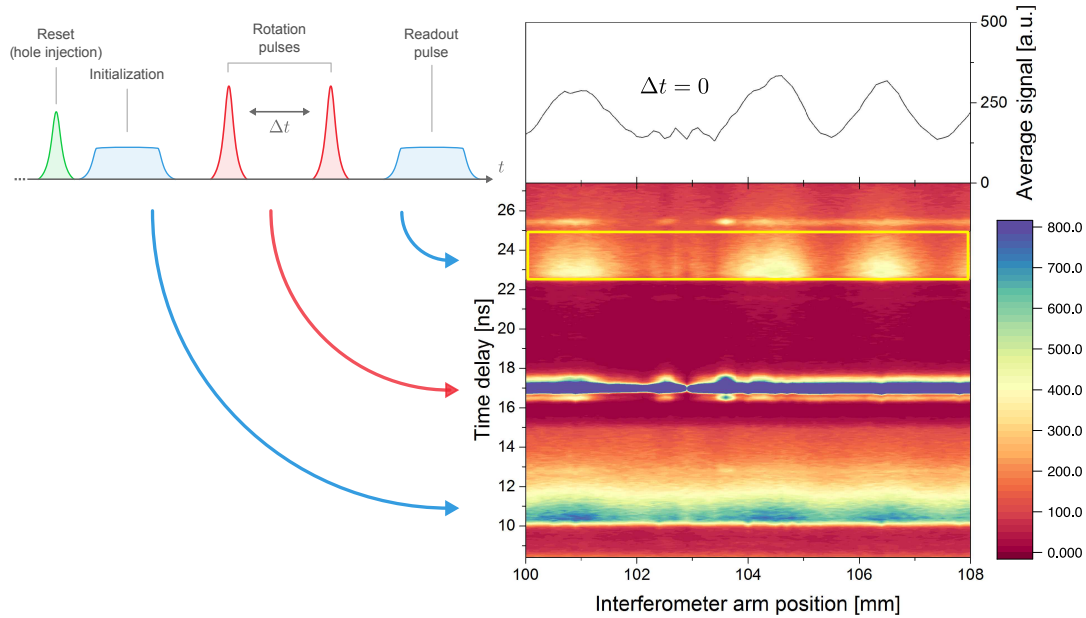 Reset
(hole injection)
Initialization
Rotation
pulses
Readout
pulse
Δt
t
Δt = 0
500
250
0
Average signal [a.u.]
26
24
22
20
18
16
14
12
10
Time delay [ns]
100
102
104
106
108
Interferometer arm position [mm]
800.0
700.0
600.0
500.0
400.0
300.0
200.0
100.0
0.000